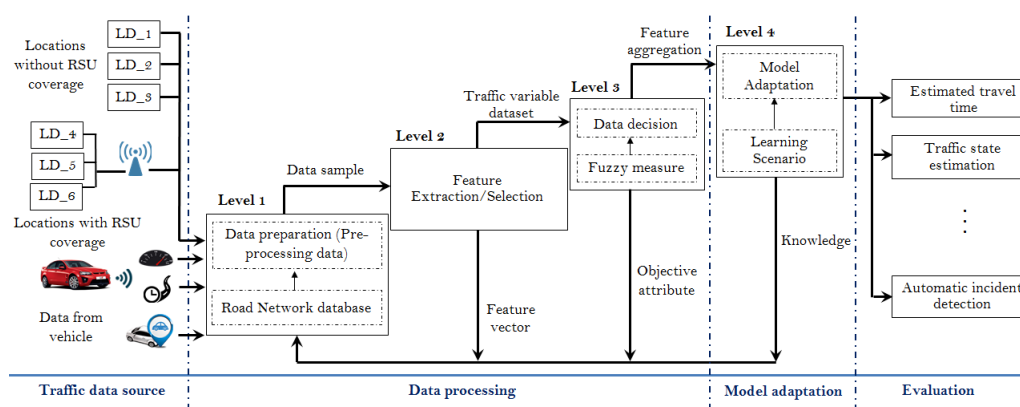 Locations
without RSU
coverage
LD_1
LD_2
LD_3
LD_4
LD_5
LD_6
Locations with RSU
coverage
Data from
vehicle
Level 1
Data preparation (Pre-
processing data)
Road Network database
Data sample
Level 2
Feature
Extraction/Selection
Feature
vector
Traffic variable
dataset
Level 3
Data decision
Fuzzy measure
Objective
attribute
Feature
aggregation
Level 4
Model
Adaptation
Learning
Scenario
Knowledge
Estimated travel
time
Traffic state
estimation
Automatic incident
detection
Traffic data source
Data processing
Model adaptation
Evaluation